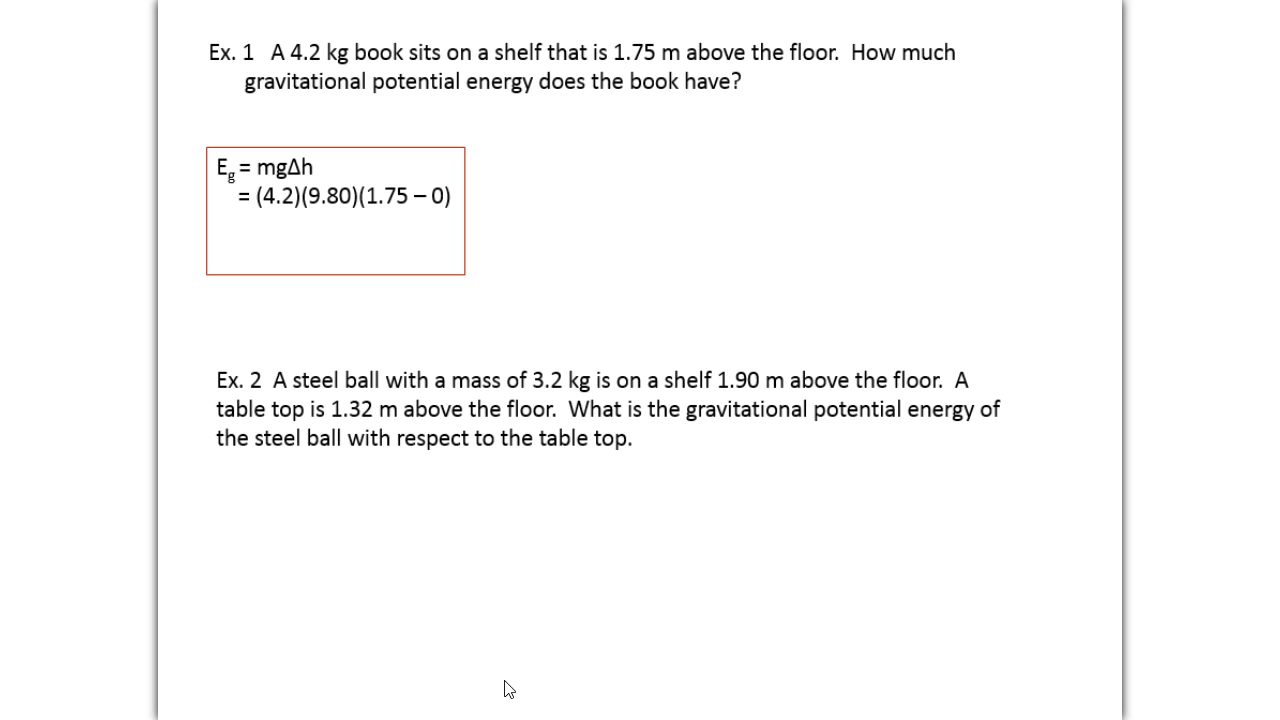 Ex. 1   A 4.2 kg book sits on a shelf that is 1.75 m above the floor.  How much
gravitational potential energy does the book have?
Eg = mgΔh
= (4.2)(9.80)(1.75 – 0)
Ex. 2  A steel ball with a mass of 3.2 kg is on a shelf 1.90 m above the floor.  A
table top is 1.32 m above the floor.  What is the gravitational potential energy of
the steel ball with respect to the table top.